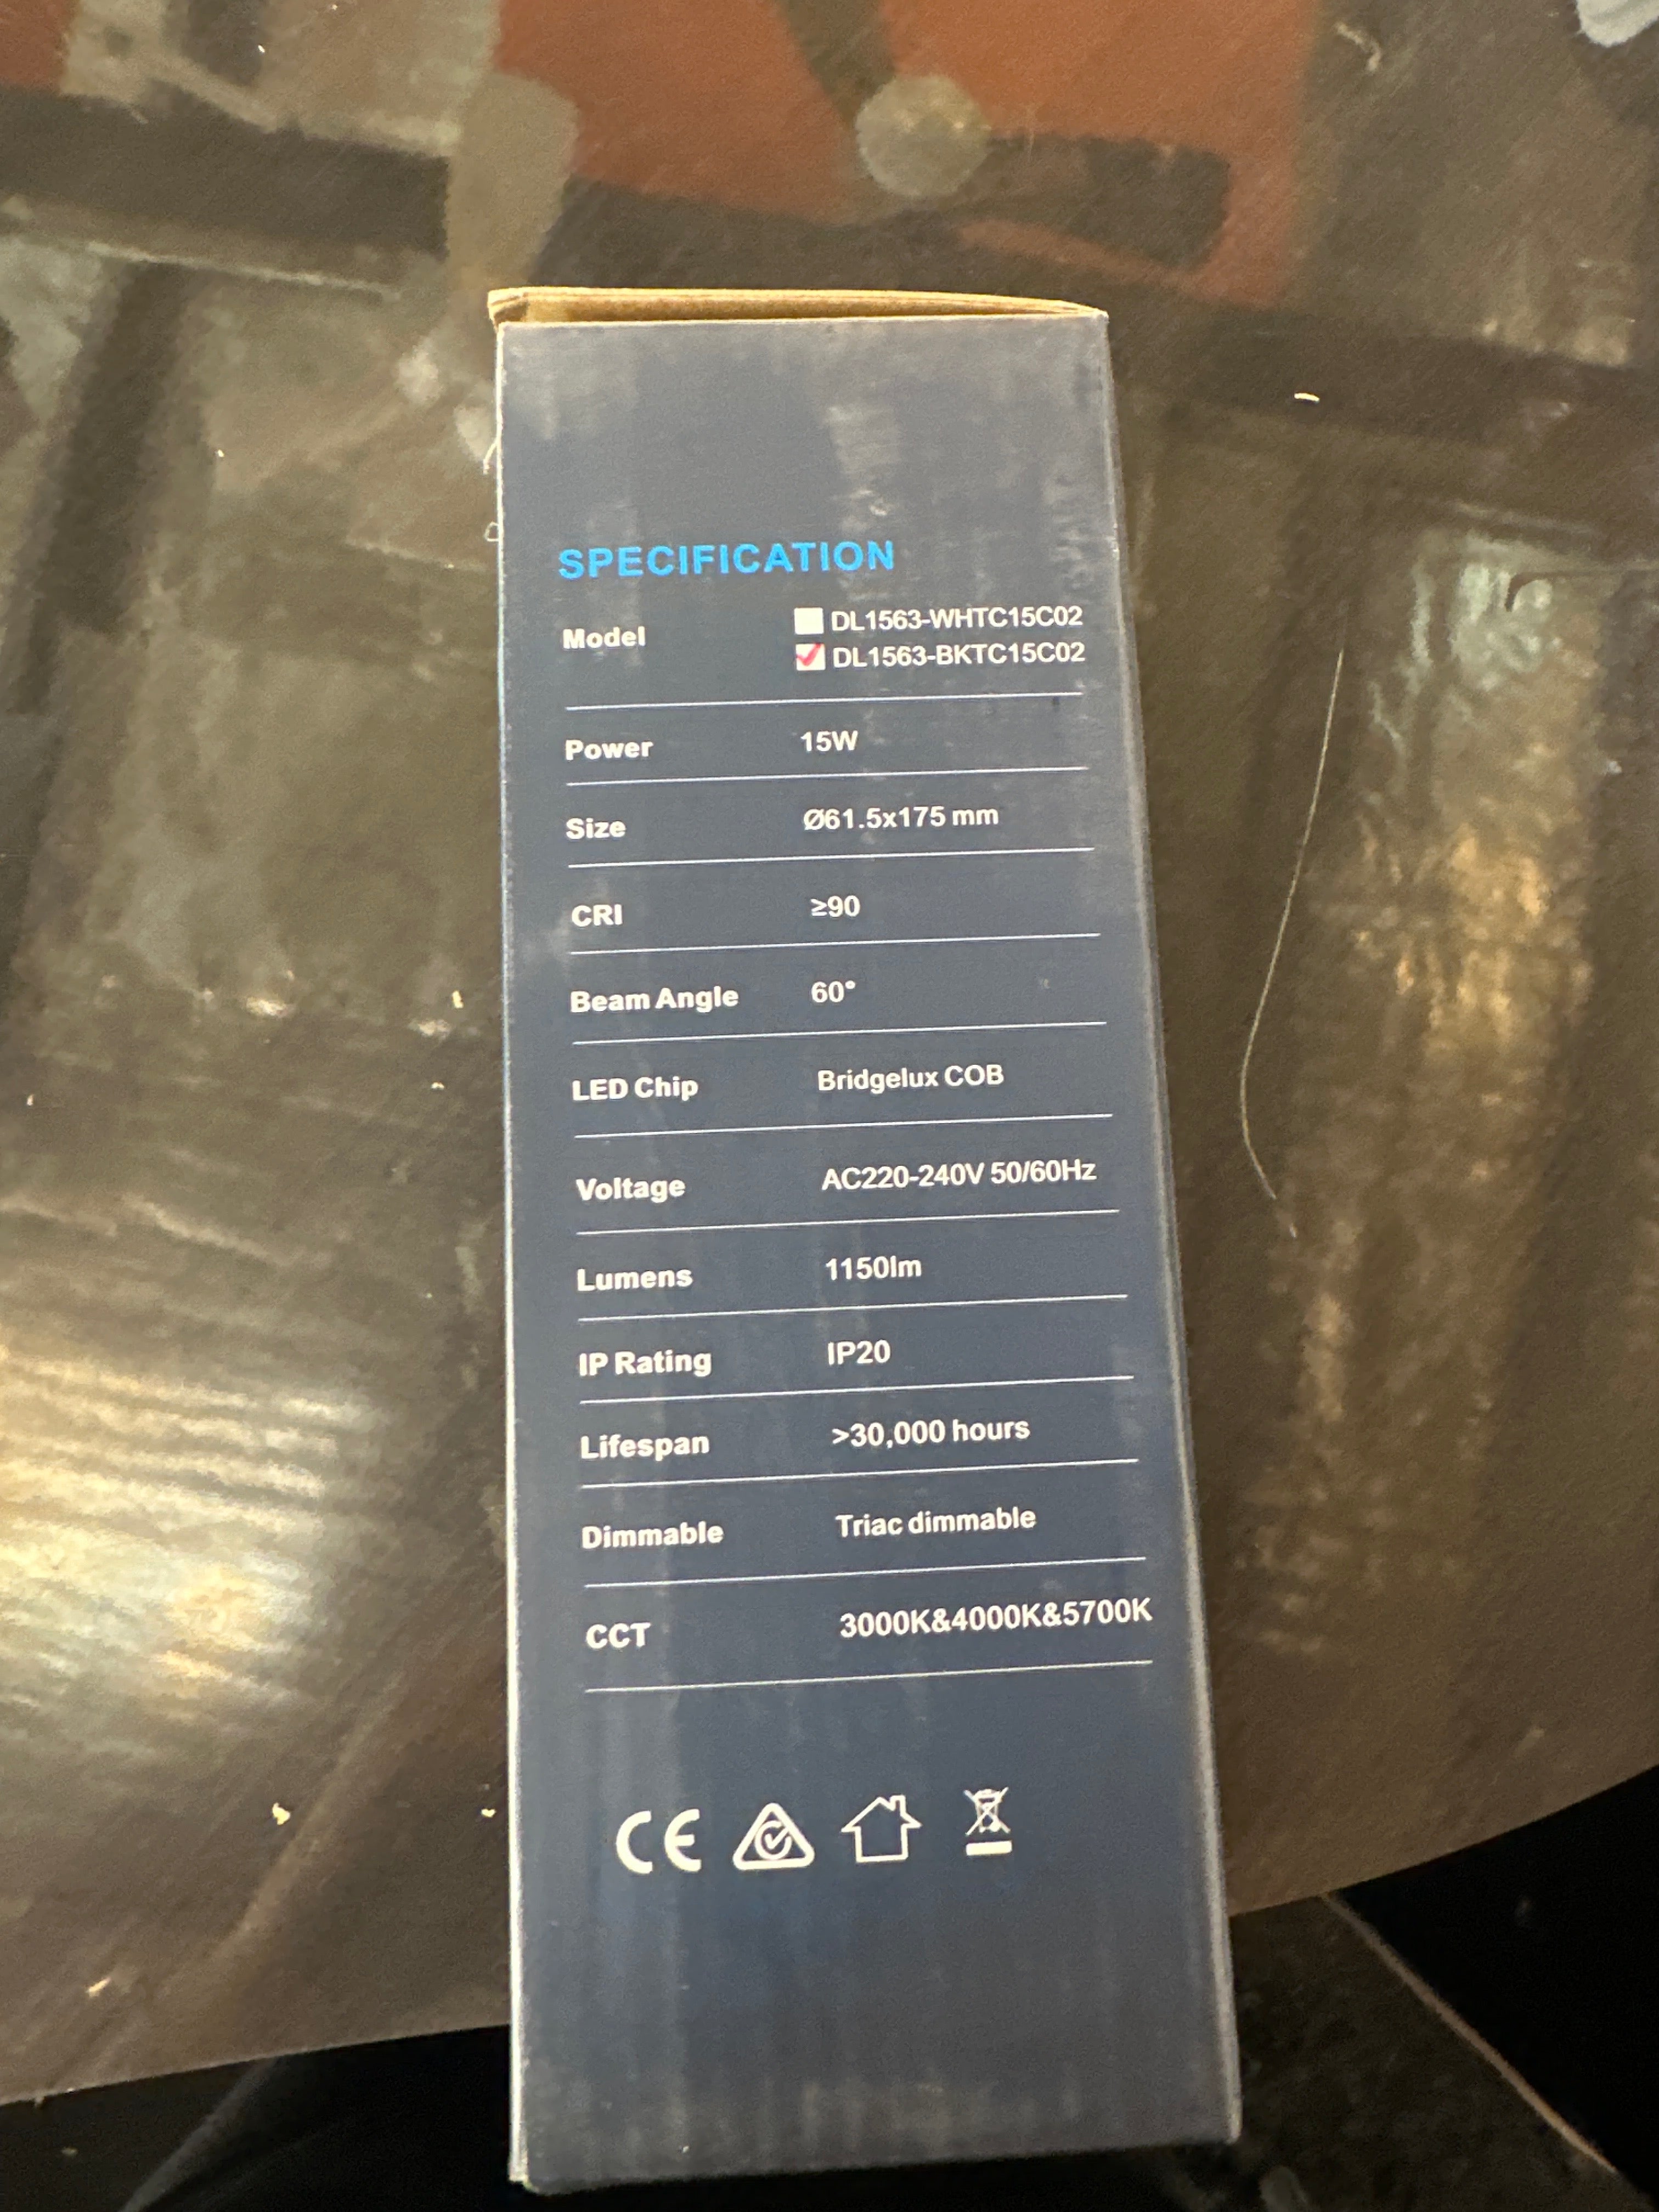 SPECIFICATION
Model
DL1563-WHTC15C02
DL1563-BKTC15C02
Power 15W
Size Ø61.5x175 mm
CRI ≥90
Beam Angle 60°
LED Chip Bridgelux COB
Voltage AC220-240V 50/60Hz
Lumens 1150lm
IP Rating IP20
Lifespan >30,000 hours
Dimmable Triac dimmable
CCT 3000K&4000K&5700K
CE